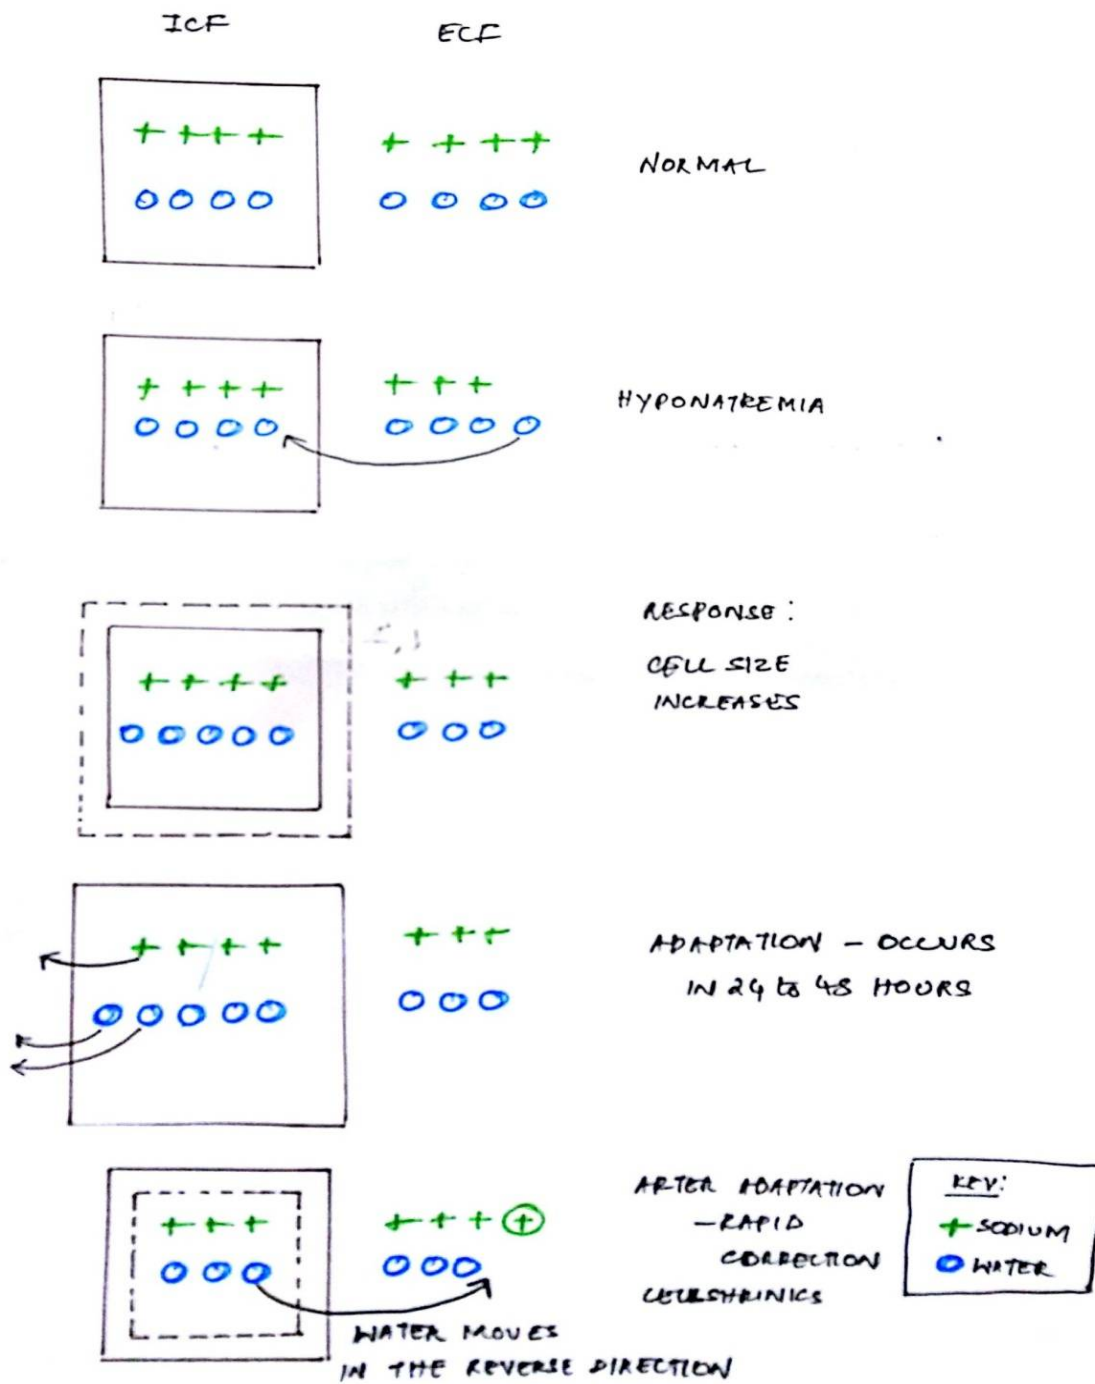 ICF ECF
NORMAL
HYPONATREMIA
RESPONSE:
CELL SIZE
INCREASES
ADAPTATION - OCCURS
IN 24 to 48 HOURS
AFTER ADAPTATION
- RAPID
CORRECTION
CELL SHRINKS
KEY:
+ SODIUM
O WATER
WATER MOVES
IN THE REVERSE DIRECTION